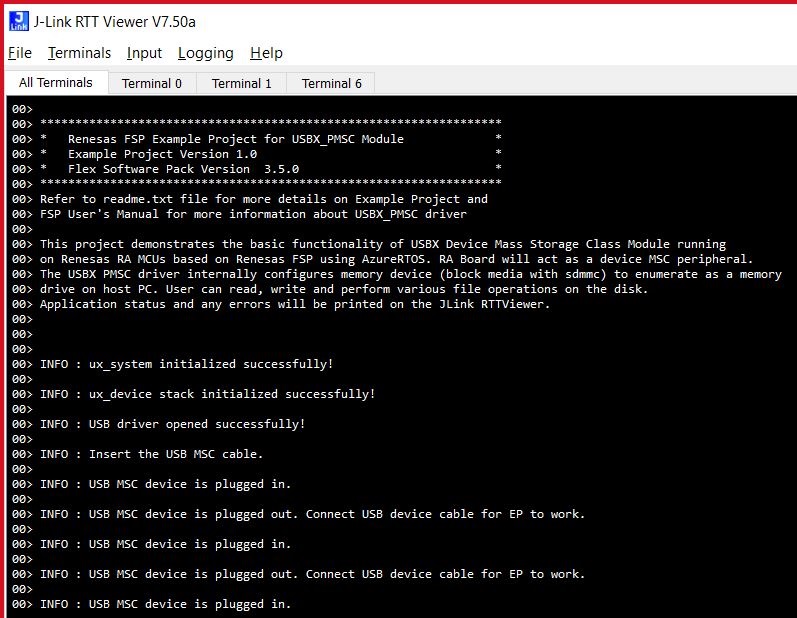 J-Link RTT Viewer V7.50a
File Terminals Input Logging Help
All Terminals Terminal 0 Terminal 1 Terminal 6
00>
00> ******************************************************************
00> *   Renesas FSP Example Project for USBX_PMSC Module             *
00> *   Example Project Version 1.0                                  *
00> *   Flex Software Pack Version  3.5.0                            *
00> ******************************************************************
00> Refer to readme.txt file for more details on Example Project and
00> FSP User's Manual for more information about USBX_PMSC driver
00>
00> This project demonstrates the basic functionality of USBX Device Mass Storage Class Module running
00> on Renesas RA MCUs based on Renesas FSP using AzureRTOS. RA Board will act as a device MSC peripheral.
00> The USBX PMSC driver internally configures memory device (block media with sdmmc) to enumerate as a memory
00> drive on host PC. User can read, write and perform various file operations on the disk.
00> Application status and any errors will be printed on the JLink RTTViewer.
00>
00>
00>
00> INFO : ux_system initialized successfully!
00>
00> INFO : ux_device stack initialized successfully!
00>
00> INFO : USB driver opened successfully!
00>
00> INFO : Insert the USB MSC cable.
00>
00> INFO : USB MSC device is plugged in.
00>
00> INFO : USB MSC device is plugged out. Connect USB device cable for EP to work.
00>
00> INFO : USB MSC device is plugged in.
00>
00> INFO : USB MSC device is plugged out. Connect USB device cable for EP to work.
00>
00> INFO : USB MSC device is plugged in.